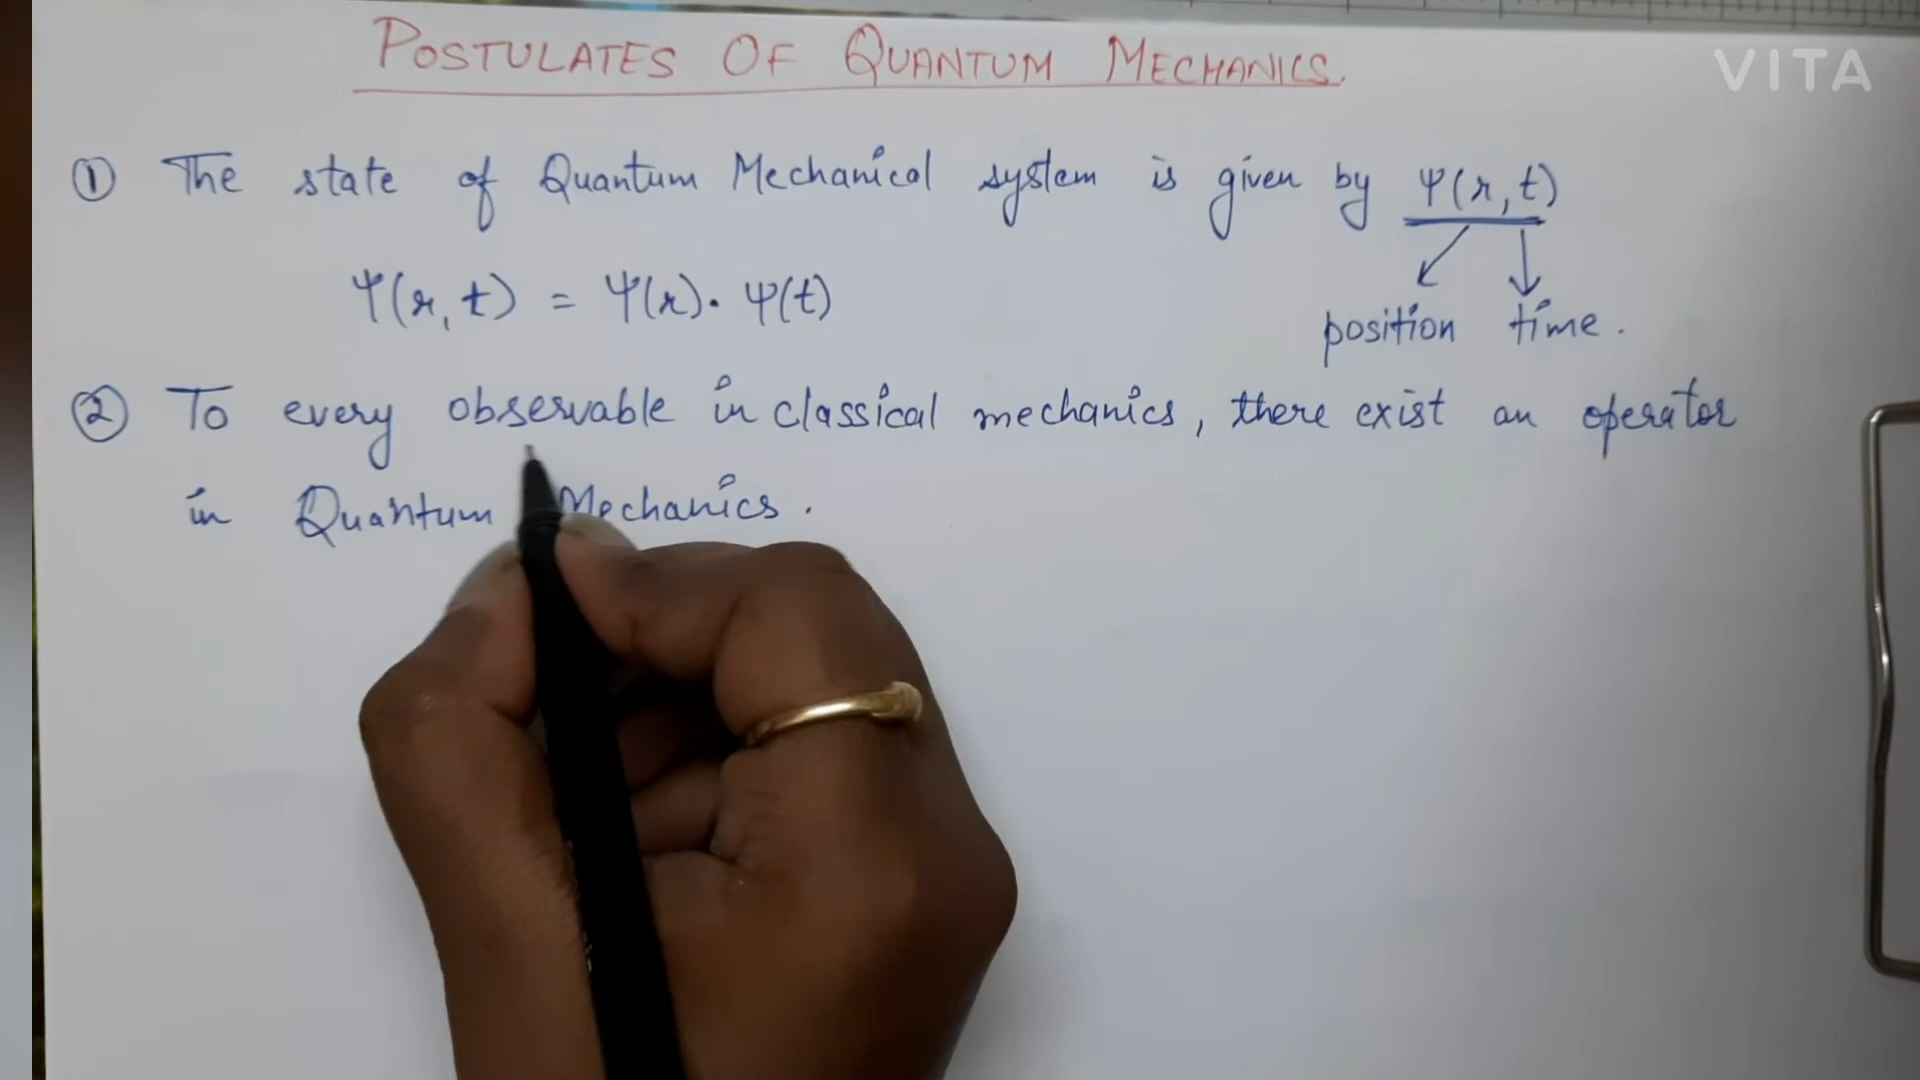 POSTULATES OF QUANTUM MECHANICS.
VITA
① The state of Quantum Mechanical system is given by Ψ(r,t)
Ψ(r,t) = Ψ(r). Ψ(t)
position time.
② To every observable in classical mechanics, there exist an operator
in Quantum Mechanics.